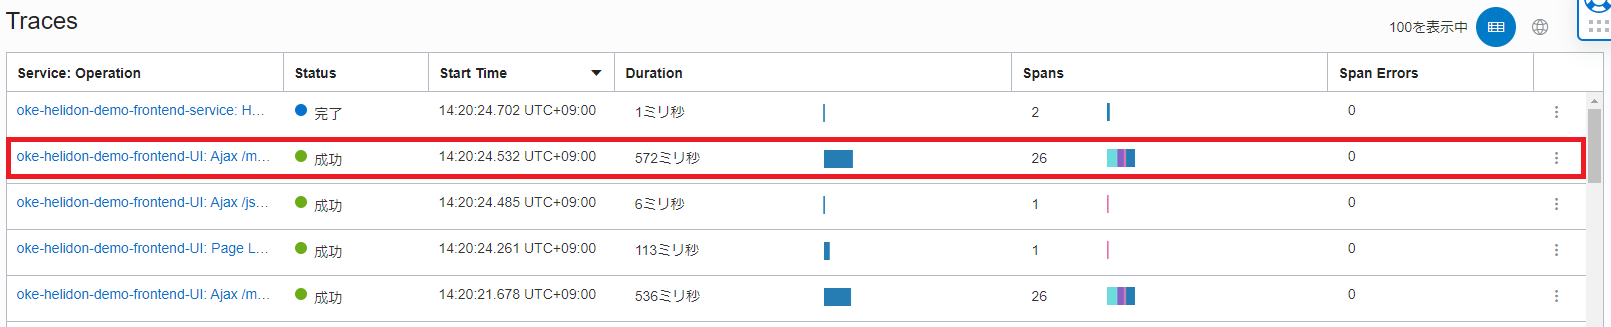 Traces
100を表示中
Service: Operation Status Start Time Duration Spans Span Errors
oke-helidon-demo-frontend-service: H... 完了 14:20:24.702 UTC+09:00 1ミリ秒 2 0
oke-helidon-demo-frontend-UI: Ajax /m... 成功 14:20:24.532 UTC+09:00 572ミリ秒 26 0
oke-helidon-demo-frontend-UI: Ajax /js... 成功 14:20:24.485 UTC+09:00 6ミリ秒 1 0
oke-helidon-demo-frontend-UI: Page L... 成功 14:20:24.261 UTC+09:00 113ミリ秒 1 0
oke-helidon-demo-frontend-UI: Ajax /m... 成功 14:20:21.678 UTC+09:00 536ミリ秒 26 0